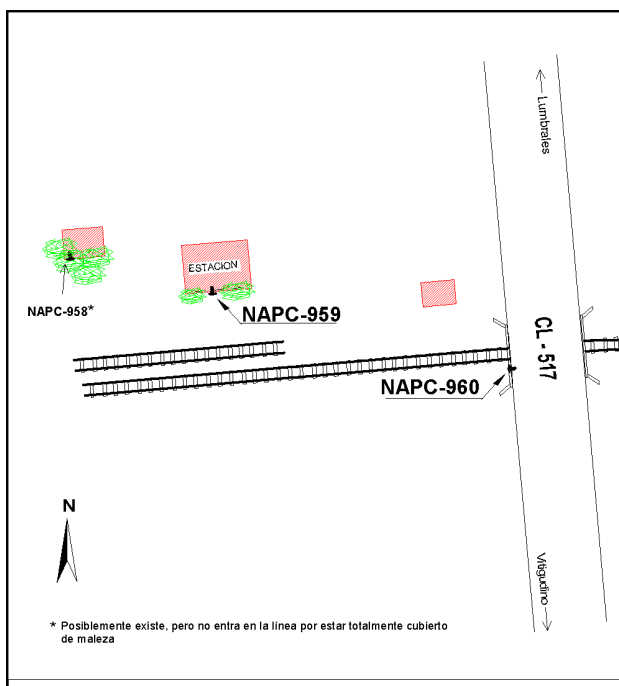 Lumbrales
ESTACION
NAPC-958*
NAPC-959
CL - 517
NAPC-960
N
Vitigudino
* Posiblemente existe, pero no entra en la línea por estar totalmente cubierto
de maleza